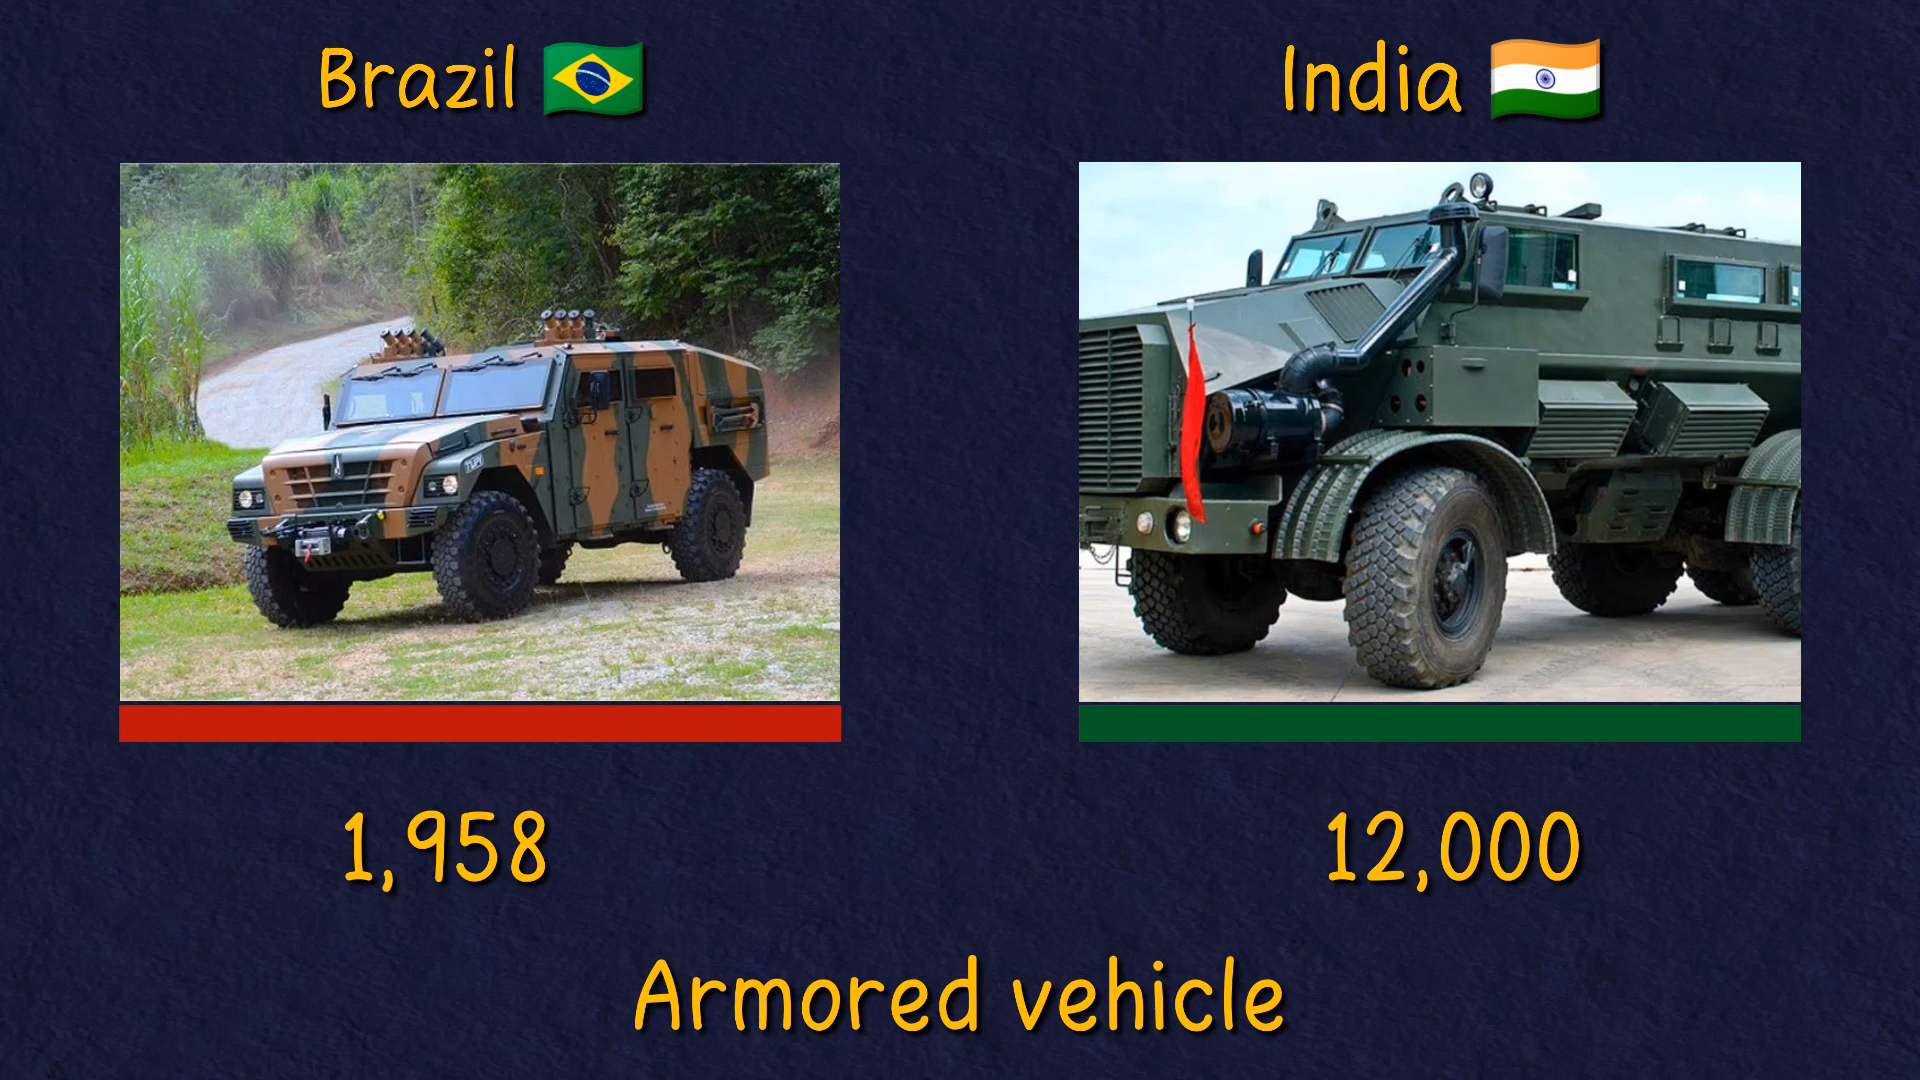 Brazil 🇧🇷
India 🇮🇳
1,958
12,000
Armored vehicle